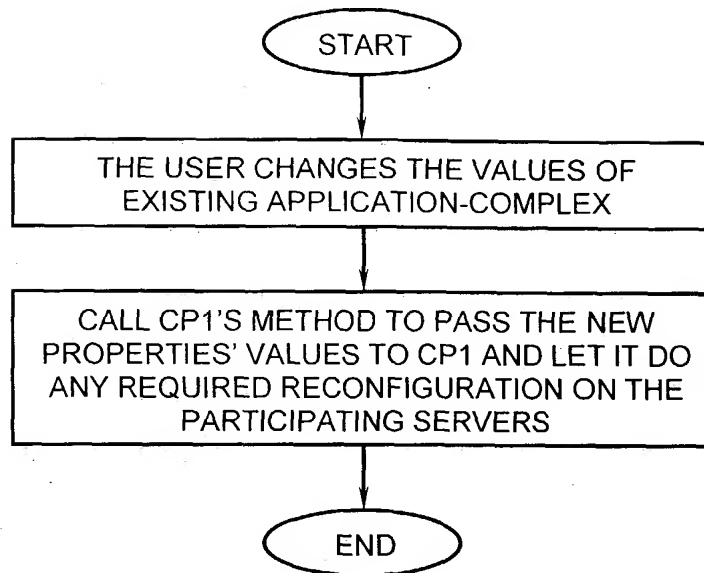 START
THE USER CHANGES THE VALUES OF
EXISTING APPLICATION-COMPLEX
CALL CP1'S METHOD TO PASS THE NEW
PROPERTIES' VALUES TO CP1 AND LET IT DO
ANY REQUIRED RECONFIGURATION ON THE
PARTICIPATING SERVERS
END